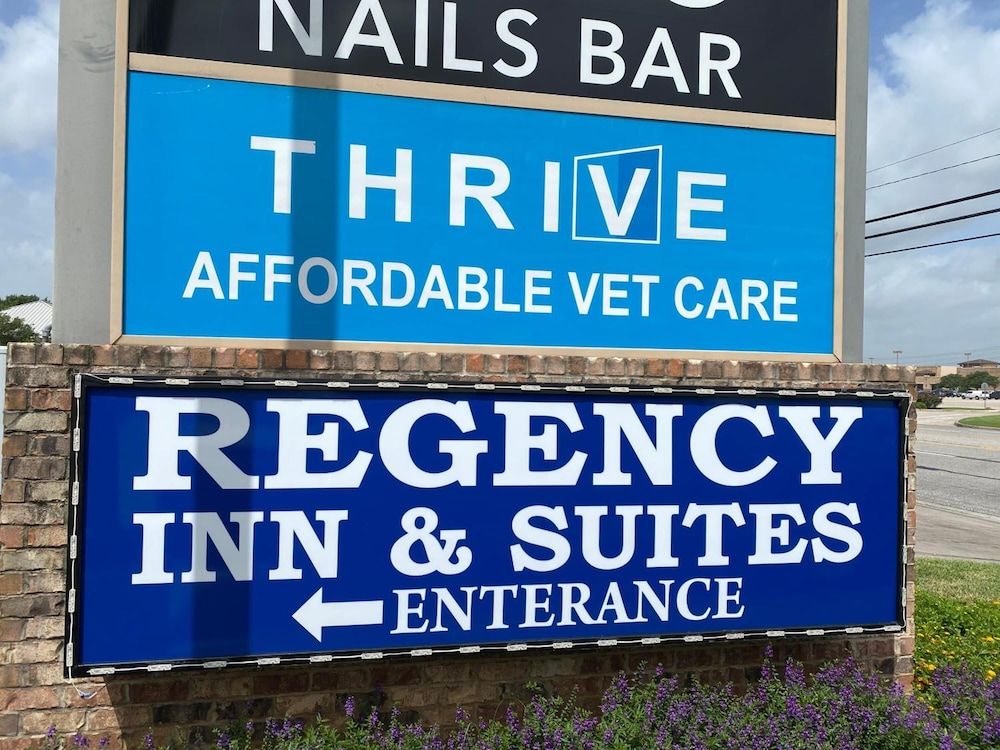 NAILS BAR
THRIVE
AFFORDABLE VET CARE
REGENCY
INN & SUITES
ENTERANCE